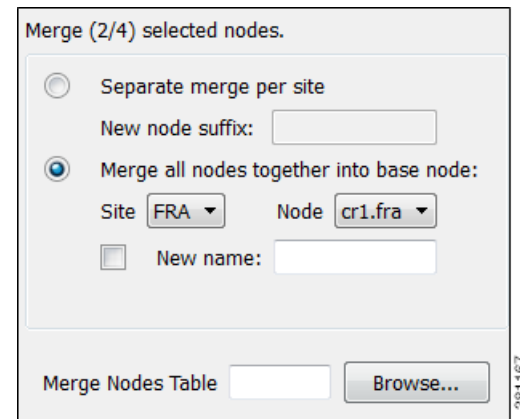 Merge (2/4) selected nodes.
Separate merge per site
New node suffix:
Merge all nodes together into base node:
Site FRA Node cr1.fra
New name:
Merge Nodes Table Browse...